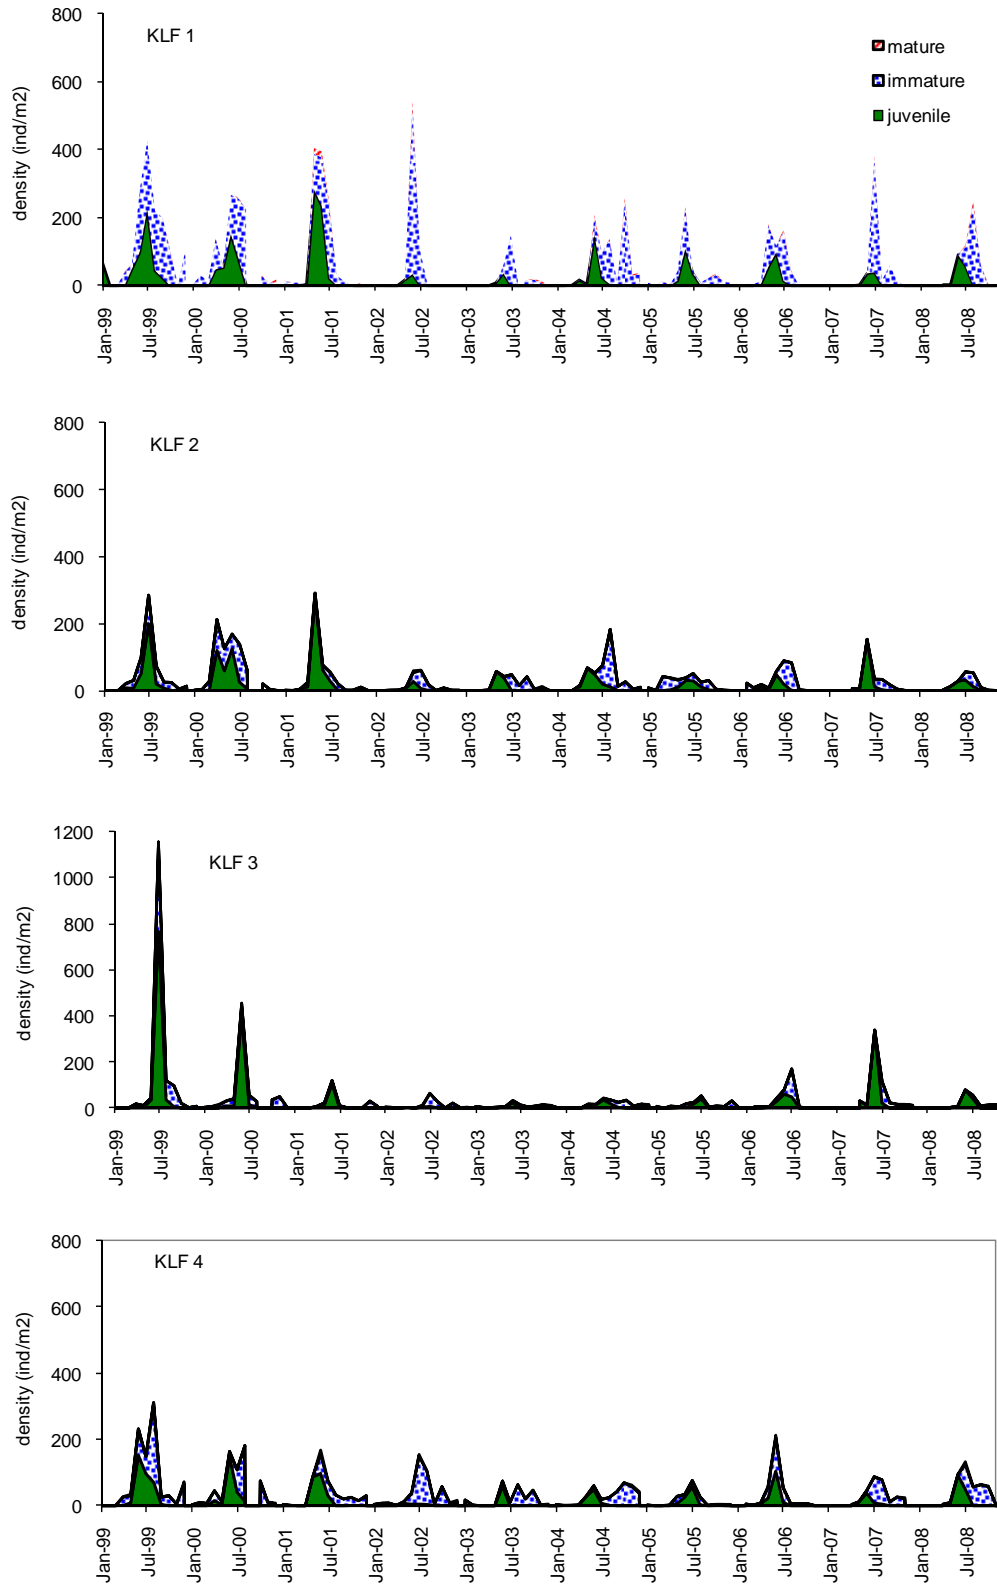 KLF 1
mature
immature
juvenile
density (ind/m2)
800
600
400
200
0
Jan-99
Jul-99
Jan-00
Jul-00
Jan-01
Jul-01
Jan-02
Jul-02
Jan-03
Jul-03
Jan-04
Jul-04
Jan-05
Jul-05
Jan-06
Jul-06
Jan-07
Jul-07
Jan-08
Jul-08
KLF 2
density (ind/m2)
800
600
400
200
0
Jan-99
Jul-99
Jan-00
Jul-00
Jan-01
Jul-01
Jan-02
Jul-02
Jan-03
Jul-03
Jan-04
Jul-04
Jan-05
Jul-05
Jan-06
Jul-06
Jan-07
Jul-07
Jan-08
Jul-08
KLF 3
density (ind/m2)
1200
1000
800
600
400
200
0
Jan-99
Jul-99
Jan-00
Jul-00
Jan-01
Jul-01
Jan-02
Jul-02
Jan-03
Jul-03
Jan-04
Jul-04
Jan-05
Jul-05
Jan-06
Jul-06
Jan-07
Jul-07
Jan-08
Jul-08
KLF 4
density (ind/m2)
800
600
400
200
0
Jan-99
Jul-99
Jan-00
Jul-00
Jan-01
Jul-01
Jan-02
Jul-02
Jan-03
Jul-03
Jan-04
Jul-04
Jan-05
Jul-05
Jan-06
Jul-06
Jan-07
Jul-07
Jan-08
Jul-08